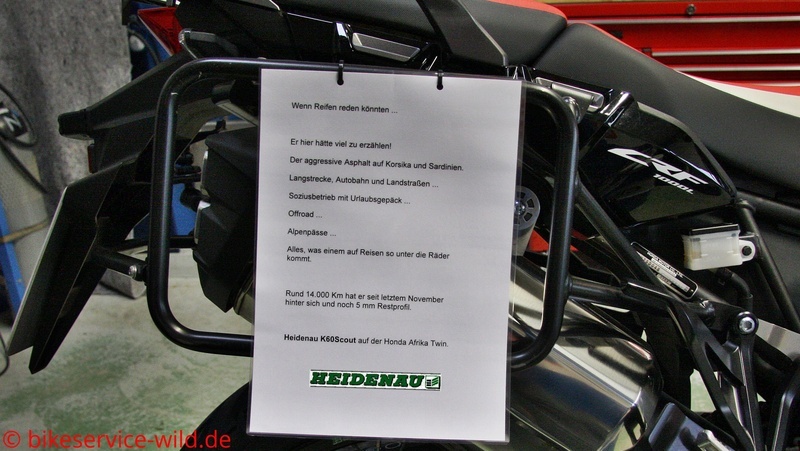 Wenn Reifen reden könnten ...
Er hier hätte viel zu erzählen!
Der aggressive Asphalt auf Korsika und Sardinien.
Langstrecke, Autobahn und Landstraßen ...
Soziusbetrieb mit Urlaubsgepäck ...
Offroad ...
Alpenpässe ...
Alles, was einem auf Reisen so unter die Räder
kommt.
Rund 14.000 Km hat er seit letztem November
hinter sich und noch 5 mm Restprofil.
Heidenau K60Scout auf der Honda Afrika Twin.
HEIDENAU
CRF
1000L
© bikeservice-wild.de